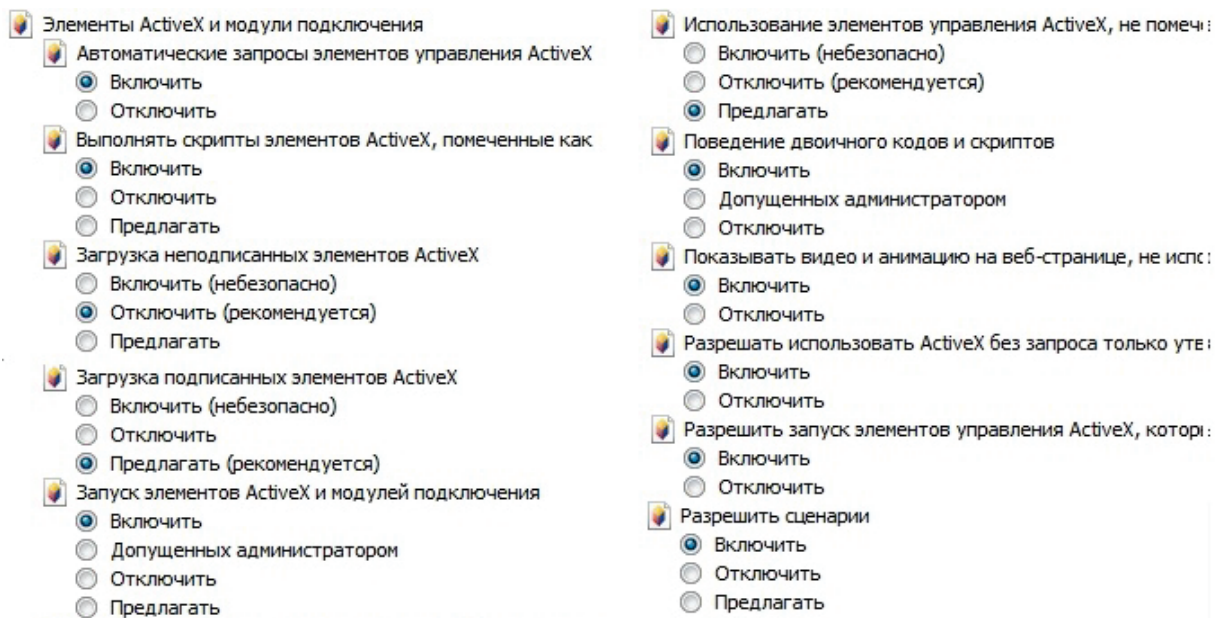 Элементы ActiveX и модули подключения
Автоматические запросы элементов управления ActiveX
Включить
Отключить
Выполнять скрипты элементов ActiveX, помеченные как
Включить
Отключить
Предлагать
Загрузка неподписанных элементов ActiveX
Включить (небезопасно)
Отключить (рекомендуется)
Предлагать
Загрузка подписанных элементов ActiveX
Включить (небезопасно)
Отключить
Предлагать (рекомендуется)
Запуск элементов ActiveX и модулей подключения
Включить
Допущенных администратором
Отключить
Предлагать
Использование элементов управления ActiveX, не
Включить (небезопасно)
Отключить (рекомендуется)
Предлагать
Поведение двоичного кодов и скриптов
Включить
Допущенных администратором
Отключить
Показывать видео и анимацию на веб-странице, не
Включить
Отключить
Разрешать использовать ActiveX без запроса только
Включить
Отключить
Разрешить запуск элементов управления ActiveX,
Включить
Отключить
Разрешить сценарии
Включить
Отключить
Предлагать